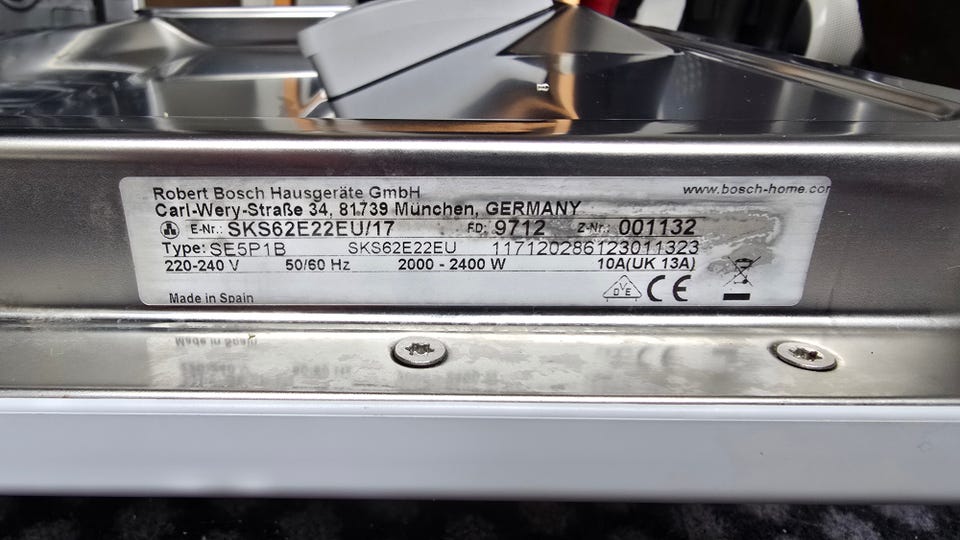 Robert Bosch Hausgeräte GmbH www.bosch-home.com
Carl-Wery-Straße 34, 81739 München, GERMANY
E-Nr.: SKS62E22EU/17 FD: 9712 Z-Nr.: 001132
Type: SE5P1B SKS62E22EU 117120286123011323
220-240 V 50/60 Hz 2000 - 2400 W 10A(UK 13A)
DVE CE
Made in Spain